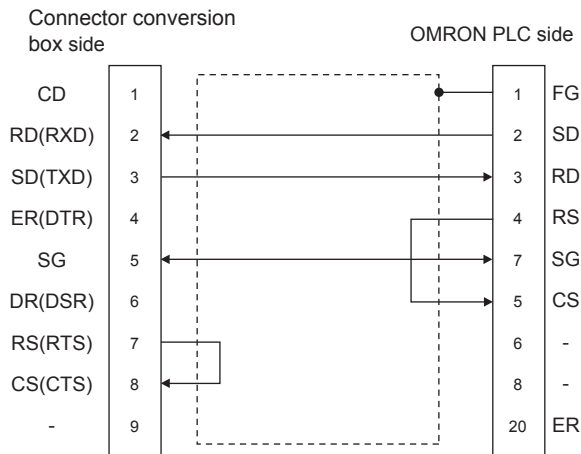 Connector conversion
box side
OMRON PLC side
CD 1 1 FG
RD(RXD) 2 2 SD
SD(TXD) 3 3 RD
ER(DTR) 4 4 RS
SG 5 7 SG
DR(DSR) 6 5 CS
RS(RTS) 7 6 -
CS(CTS) 8 8 -
- 9 20 ER